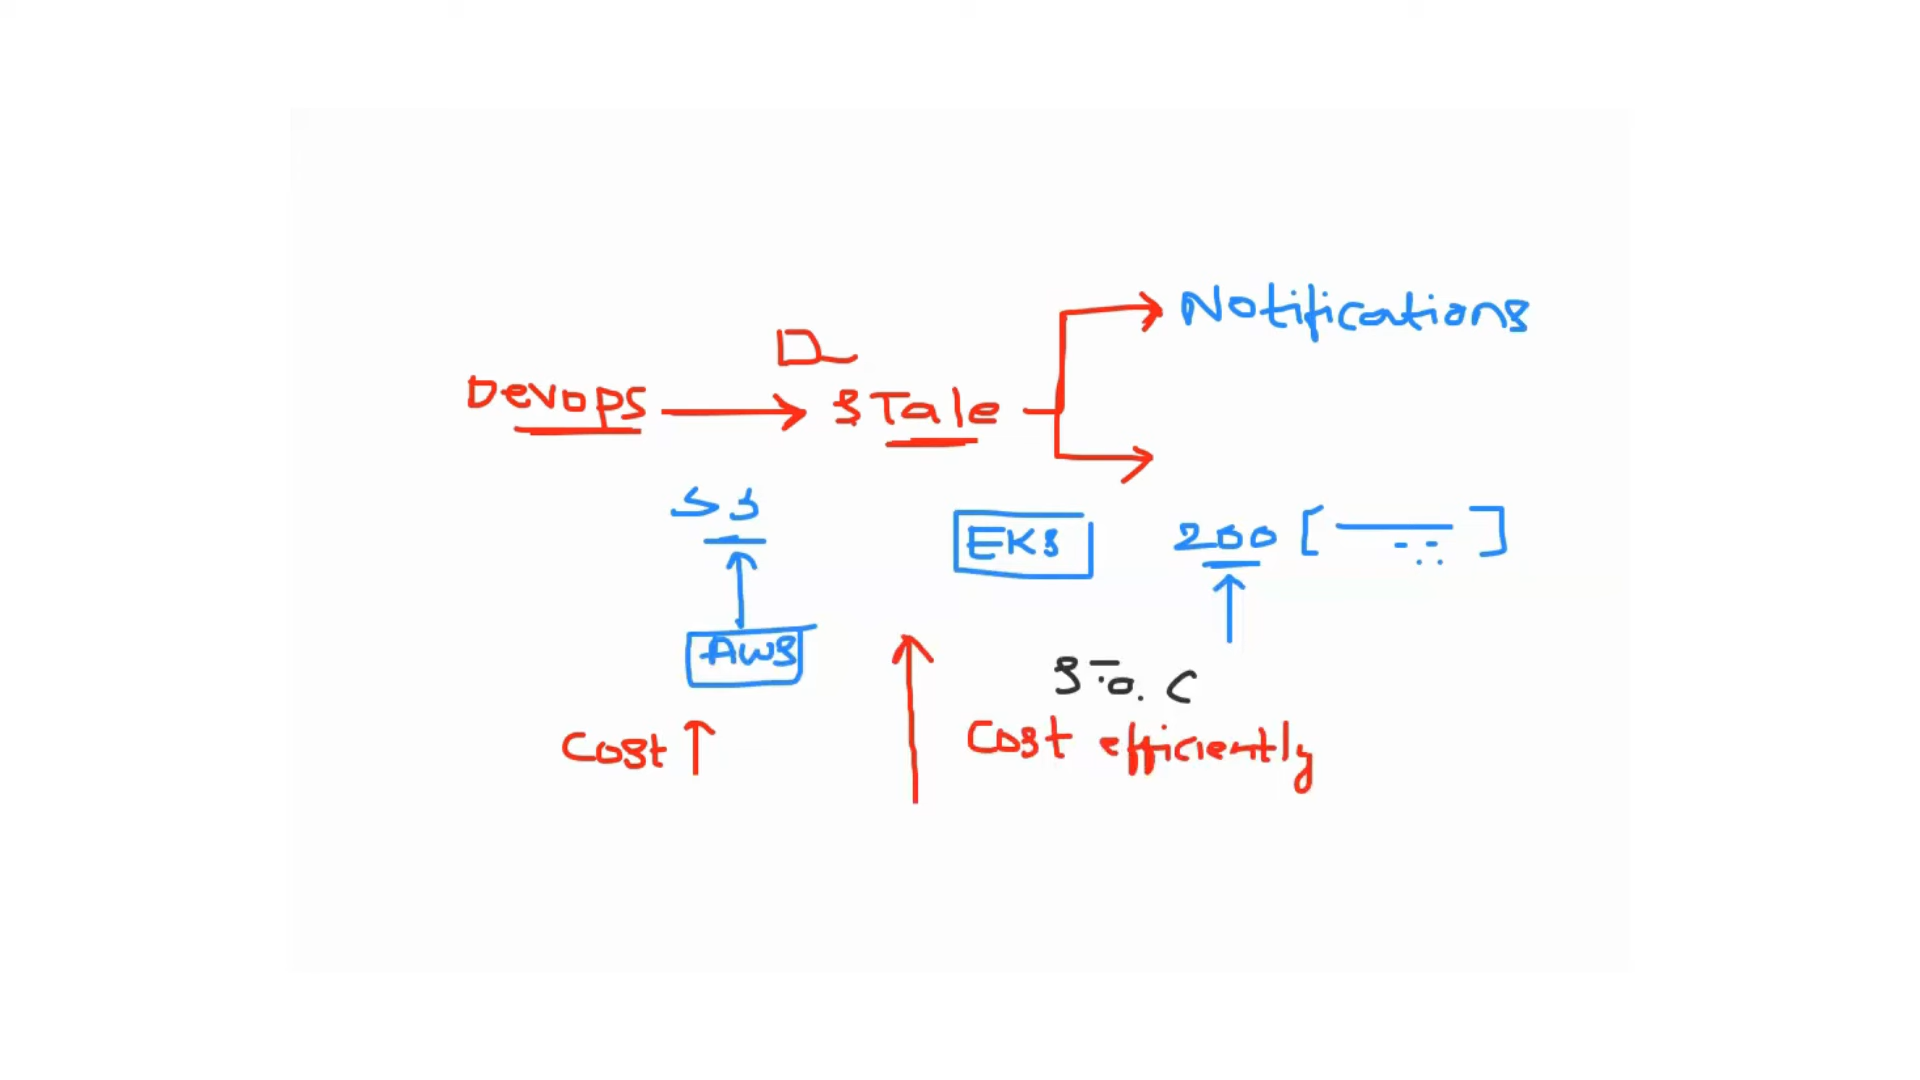 Notifications
Devops → Stale
S3
EKS
200 [ ]
AWS
Cost ↑
Cost efficiently